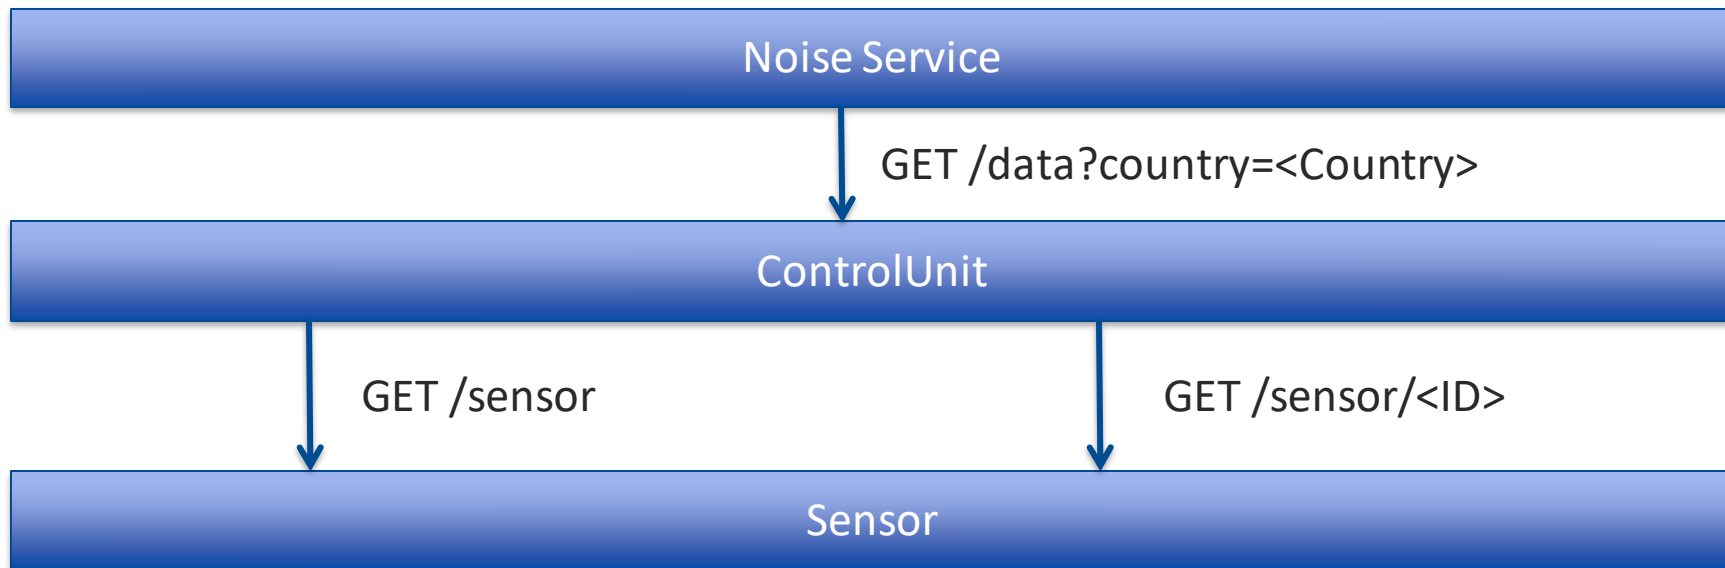 Noise Service
GET /data?country=<Country>
ControlUnit
GET /sensor
GET /sensor/<ID>
Sensor